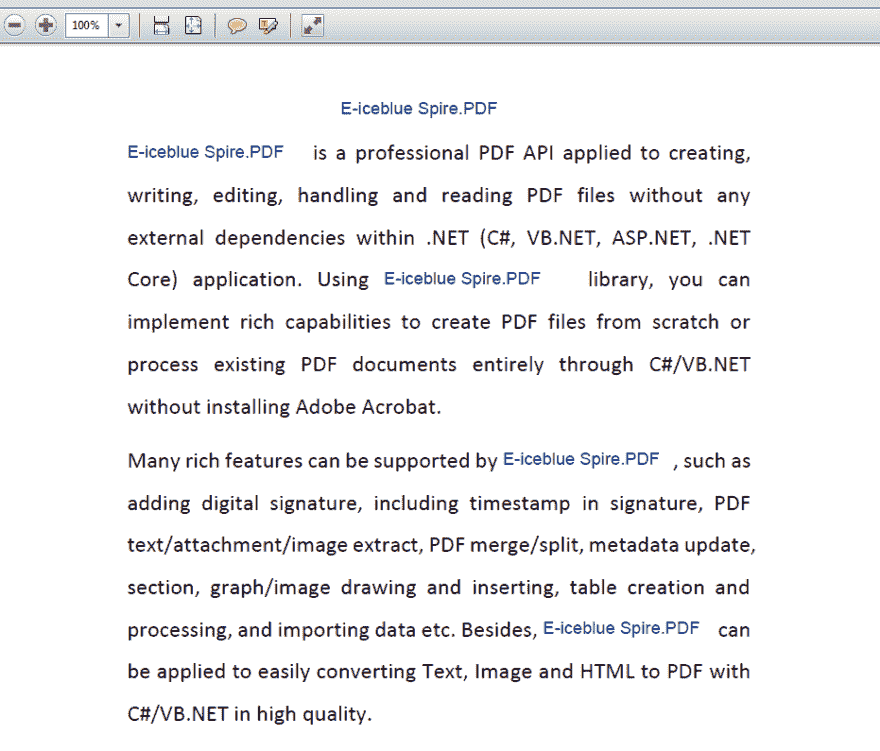 100%
E-iceblue Spire.PDF
E-iceblue Spire.PDF is a professional PDF API applied to creating,
writing, editing, handling and reading PDF files without any
external dependencies within .NET (C#, VB.NET, ASP.NET, .NET
Core) application. Using E-iceblue Spire.PDF library, you can
implement rich capabilities to create PDF files from scratch or
process existing PDF documents entirely through C#/VB.NET
without installing Adobe Acrobat.
Many rich features can be supported by E-iceblue Spire.PDF , such as
adding digital signature, including timestamp in signature, PDF
text/attachment/image extract, PDF merge/split, metadata update,
section, graph/image drawing and inserting, table creation and
processing, and importing data etc. Besides, E-iceblue Spire.PDF can
be applied to easily converting Text, Image and HTML to PDF with
C#/VB.NET in high quality.